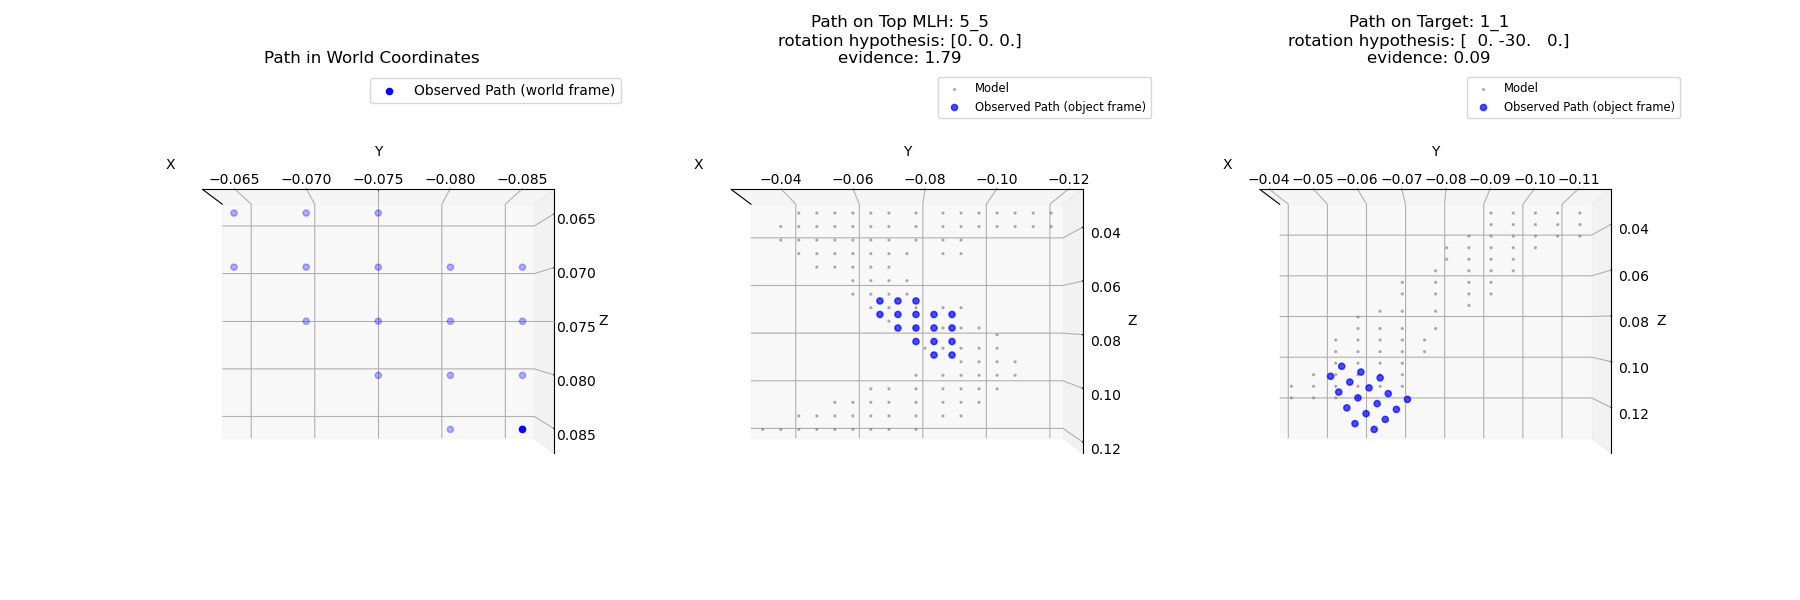 Path in World Coordinates
Observed Path (world frame)
X
Y
−0.065 −0.070 −0.075 −0.080 −0.085
0.065
0.070
0.075
Z
0.080
0.085
Path on Top MLH: 5_5
rotation hypothesis: [0. 0. 0.]
evidence: 1.79
Model
Observed Path (object frame)
X
Y
−0.04 −0.06 −0.08 −0.10 −0.12
0.04
0.06
Z
0.08
0.10
0.12
Path on Target: 1_1
rotation hypothesis: [  0. -30.   0.]
evidence: 0.09
Model
Observed Path (object frame)
X
Y
−0.04 −0.05 −0.06 −0.07 −0.08 −0.09 −0.10 −0.11
0.04
0.06
0.08
Z
0.10
0.12